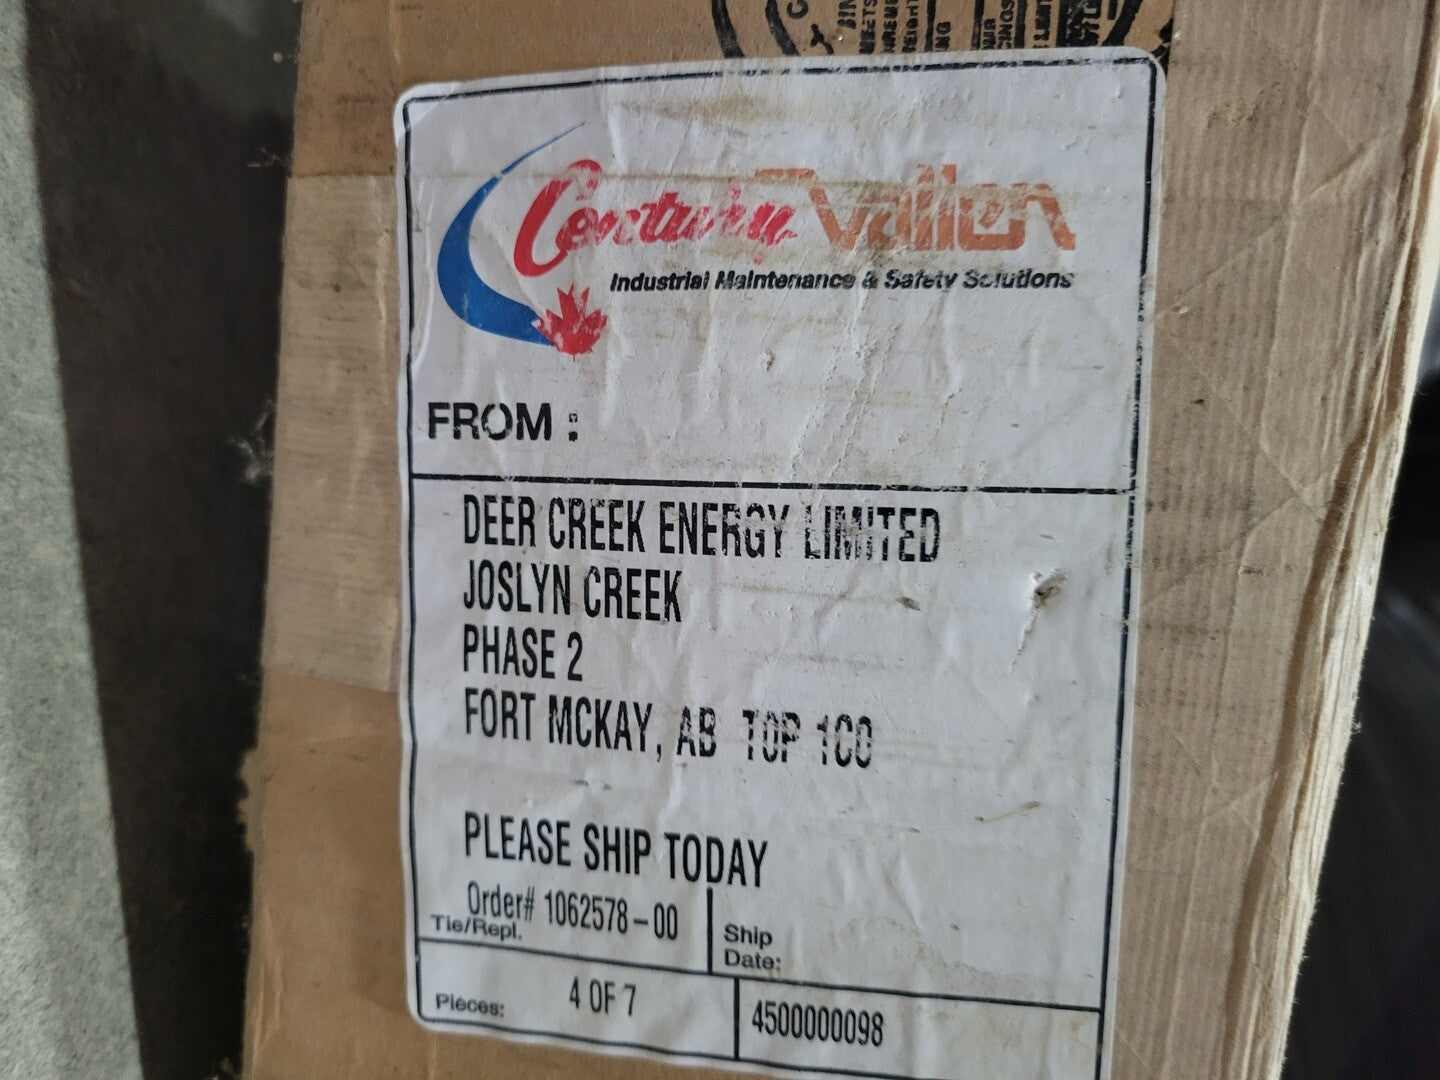 Century Vallen
Industrial Maintenance & Safety Solutions
FROM :
DEER CREEK ENERGY LIMITED
JOSLYN CREEK
PHASE 2
FORT MCKAY, AB T0P 1C0
PLEASE SHIP TODAY
Order# 1062578-00
Tie/Repl.
Ship
Date:
Pieces: 4 OF 7
4500000098